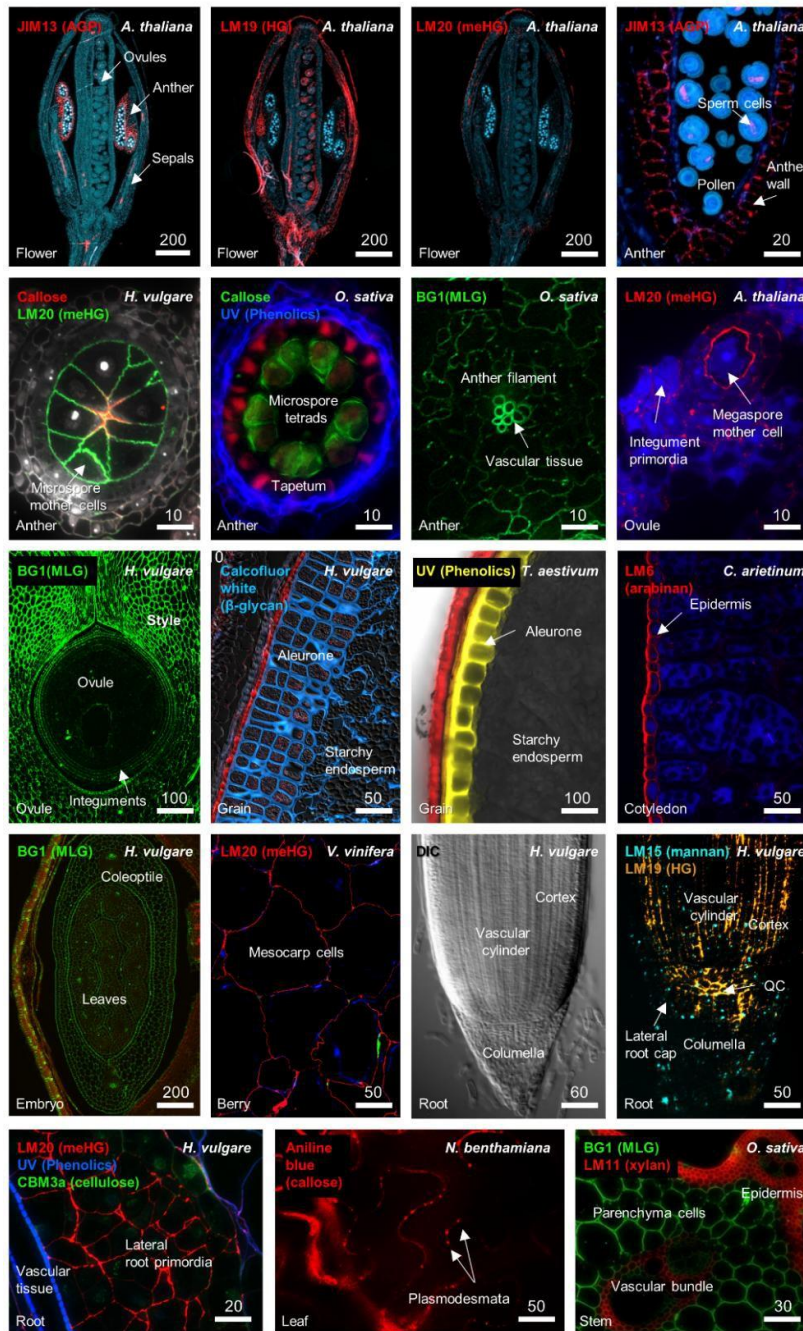 JIM13 (AGP) A. thaliana
Ovules
Anther
Sepals
Flower 200
LM19 (HG) A. thaliana
Flower 200
LM20 (meHG) A. thaliana
Flower 200
JIM13 (AGP) A. thaliana
Sperm cells
Pollen
Anthe
wall
Anther 20
Callose H. vulgare
LM20 (meHG)
Microspore
mother cells
Anther 10
Callose O. sativa
UV (Phenolics)
Microspore
tetrads
Tapetum
Anther 10
BG1(MLG) O. sativa
Anther filament
Vascular tissue
Anther 10
LM20 (meHG) A. thaliana
Megaspore
mother cell
Integument
primordia
Ovule 10
BG1(MLG) H. vulgare
Style
Ovule
Integuments
Ovule 100
0
Calcofluor H. vulgare
white
(β-glycan)
Aleurone
Starchy
endosperm
Grain 50
UV (Phenolics) T. aestivum
Aleurone
Starchy
endosperm
Grain 100
LM6 C. arietinum
(arabinan)
Epidermis
Cotyledon 50
BG1 (MLG) H. vulgare
Coleoptile
Leaves
Embryo 200
LM20 (meHG) V. vinifera
Mesocarp cells
Berry 50
DIC H. vulgare
Cortex
Vascular
cylinder
Columella
Root 60
LM15 (mannan) H. vulgare
LM19 (HG)
Vascular
cylinder
Cortex
QC
Lateral
root cap
Columella
Root 50
LM20 (meHG) H. vulgare
UV (Phenolics)
CBM3a (cellulose)
Lateral
root primordia
Vascular
tissue
Root 20
Aniline N. benthamiana
blue
(callose)
Plasmodesmata
Leaf 50
BG1 (MLG) O. sativa
LM11 (xylan)
Epidermis
Parenchyma cells
Vascular bundle
Stem 30